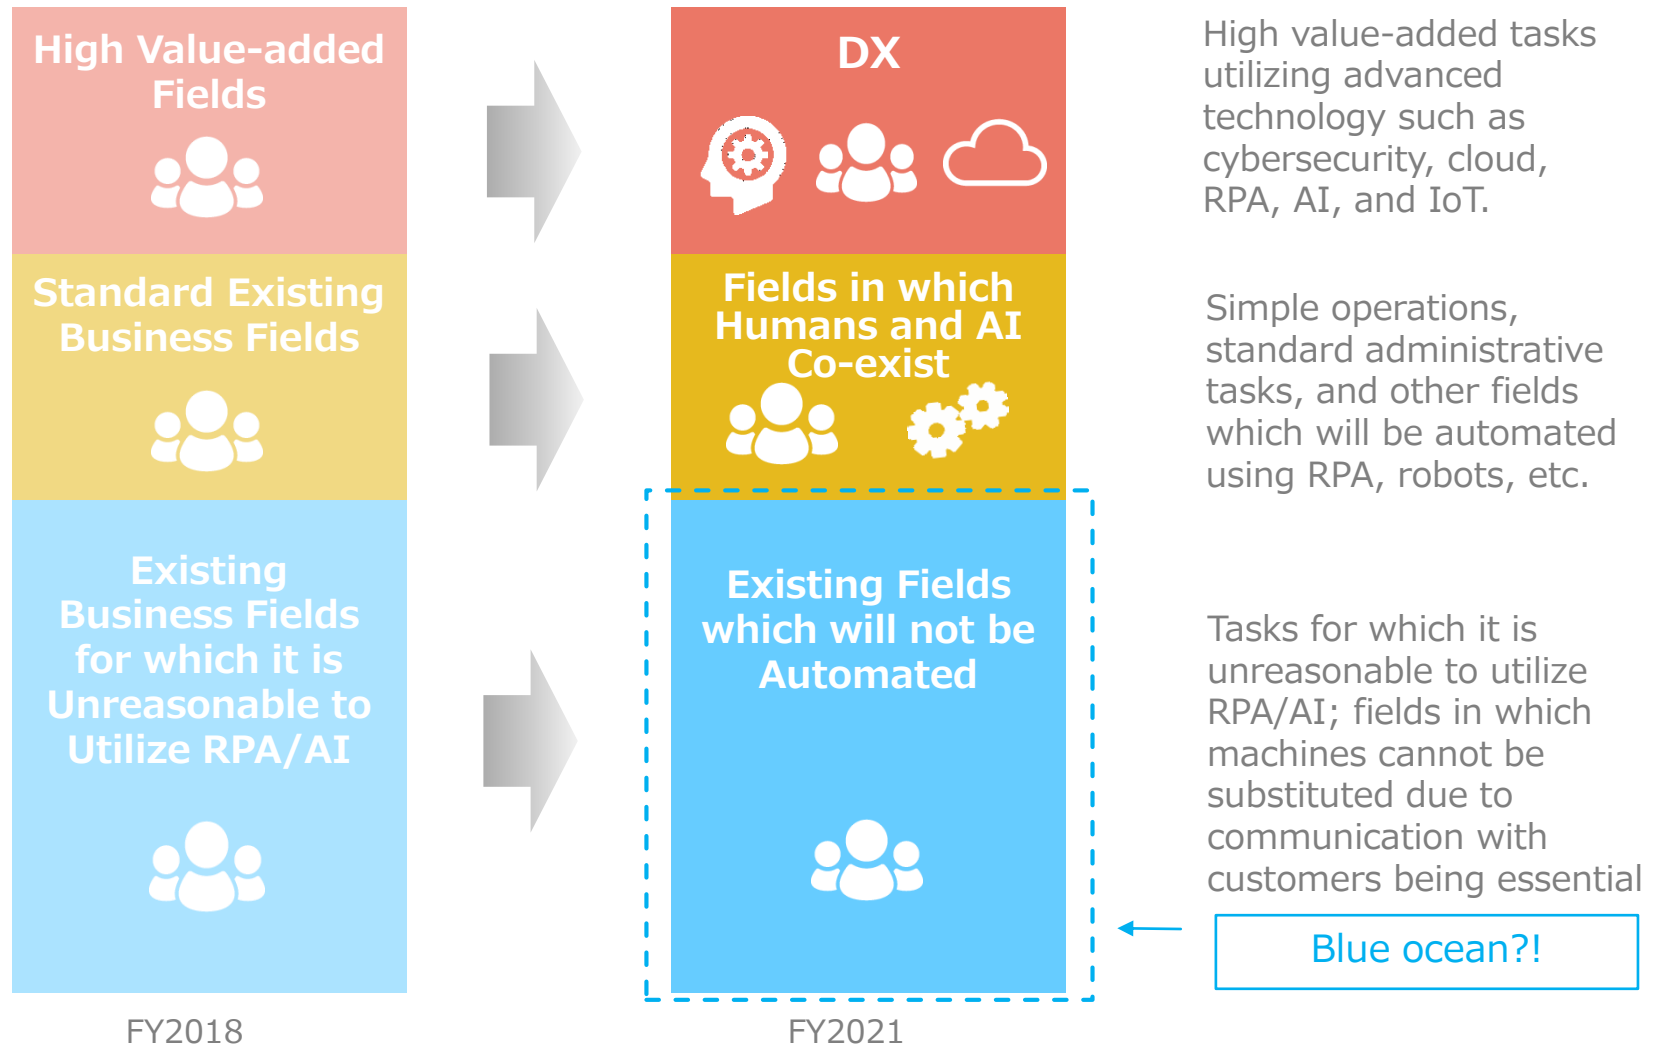 High Value-added
Fields
DX
High value-added tasks
utilizing advanced
technology such as
cybersecurity, cloud,
RPA, AI, and IoT.
Standard Existing
Business Fields
Fields in which
Humans and AI
Co-exist
Simple operations,
standard administrative
tasks, and other fields
which will be automated
using RPA, robots, etc.
Existing
Business Fields
for which it is
Unreasonable to
Utilize RPA/AI
Existing Fields
which will not be
Automated
Tasks for which it is
unreasonable to utilize
RPA/AI; fields in which
machines cannot be
substituted due to
communication with
customers being essential
Blue ocean?!
FY2018
FY2021